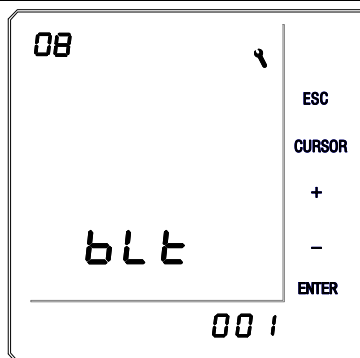 08
ESC
CURSOR
+
−
bLt
ENTER
001